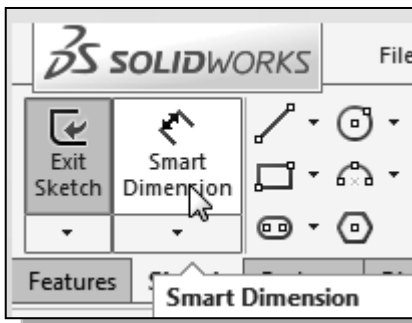 SOLIDWORKS
File
Exit
Sketch
Smart
Dimension
Features
Smart Dimension